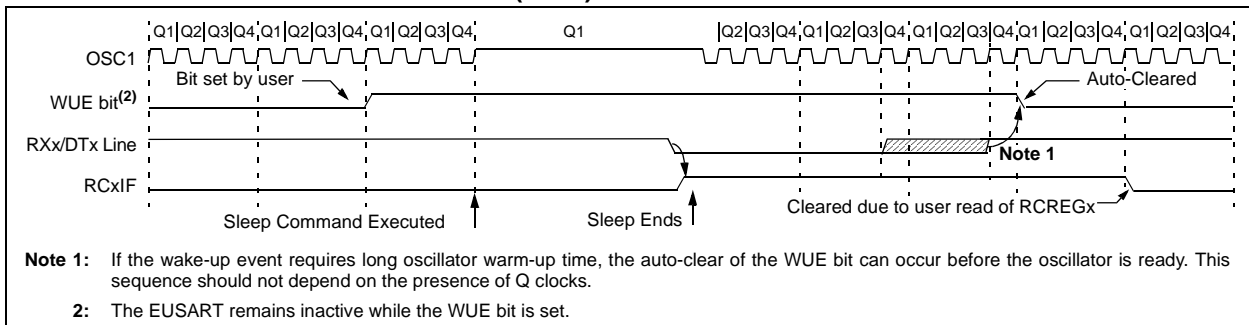 Q1 Q2 Q3 Q4 Q1 Q2 Q3 Q4 Q1 Q2 Q3 Q4 Q1 Q2 Q3 Q4 Q1 Q2 Q3 Q4 Q1 Q2 Q3 Q4 Q1 Q2 Q3 Q4 Q1 Q2 Q3 Q4
OSC1
Bit set by user
Auto-Cleared
WUE bit(2)
RXx/DTx Line
Note 1
RCxIF
Sleep Command Executed
Sleep Ends
Cleared due to user read of RCREGx
Note 1: If the wake-up event requires long oscillator warm-up time, the auto-clear of the WUE bit can occur before the oscillator is ready. This
sequence should not depend on the presence of Q clocks.
2: The EUSART remains inactive while the WUE bit is set.